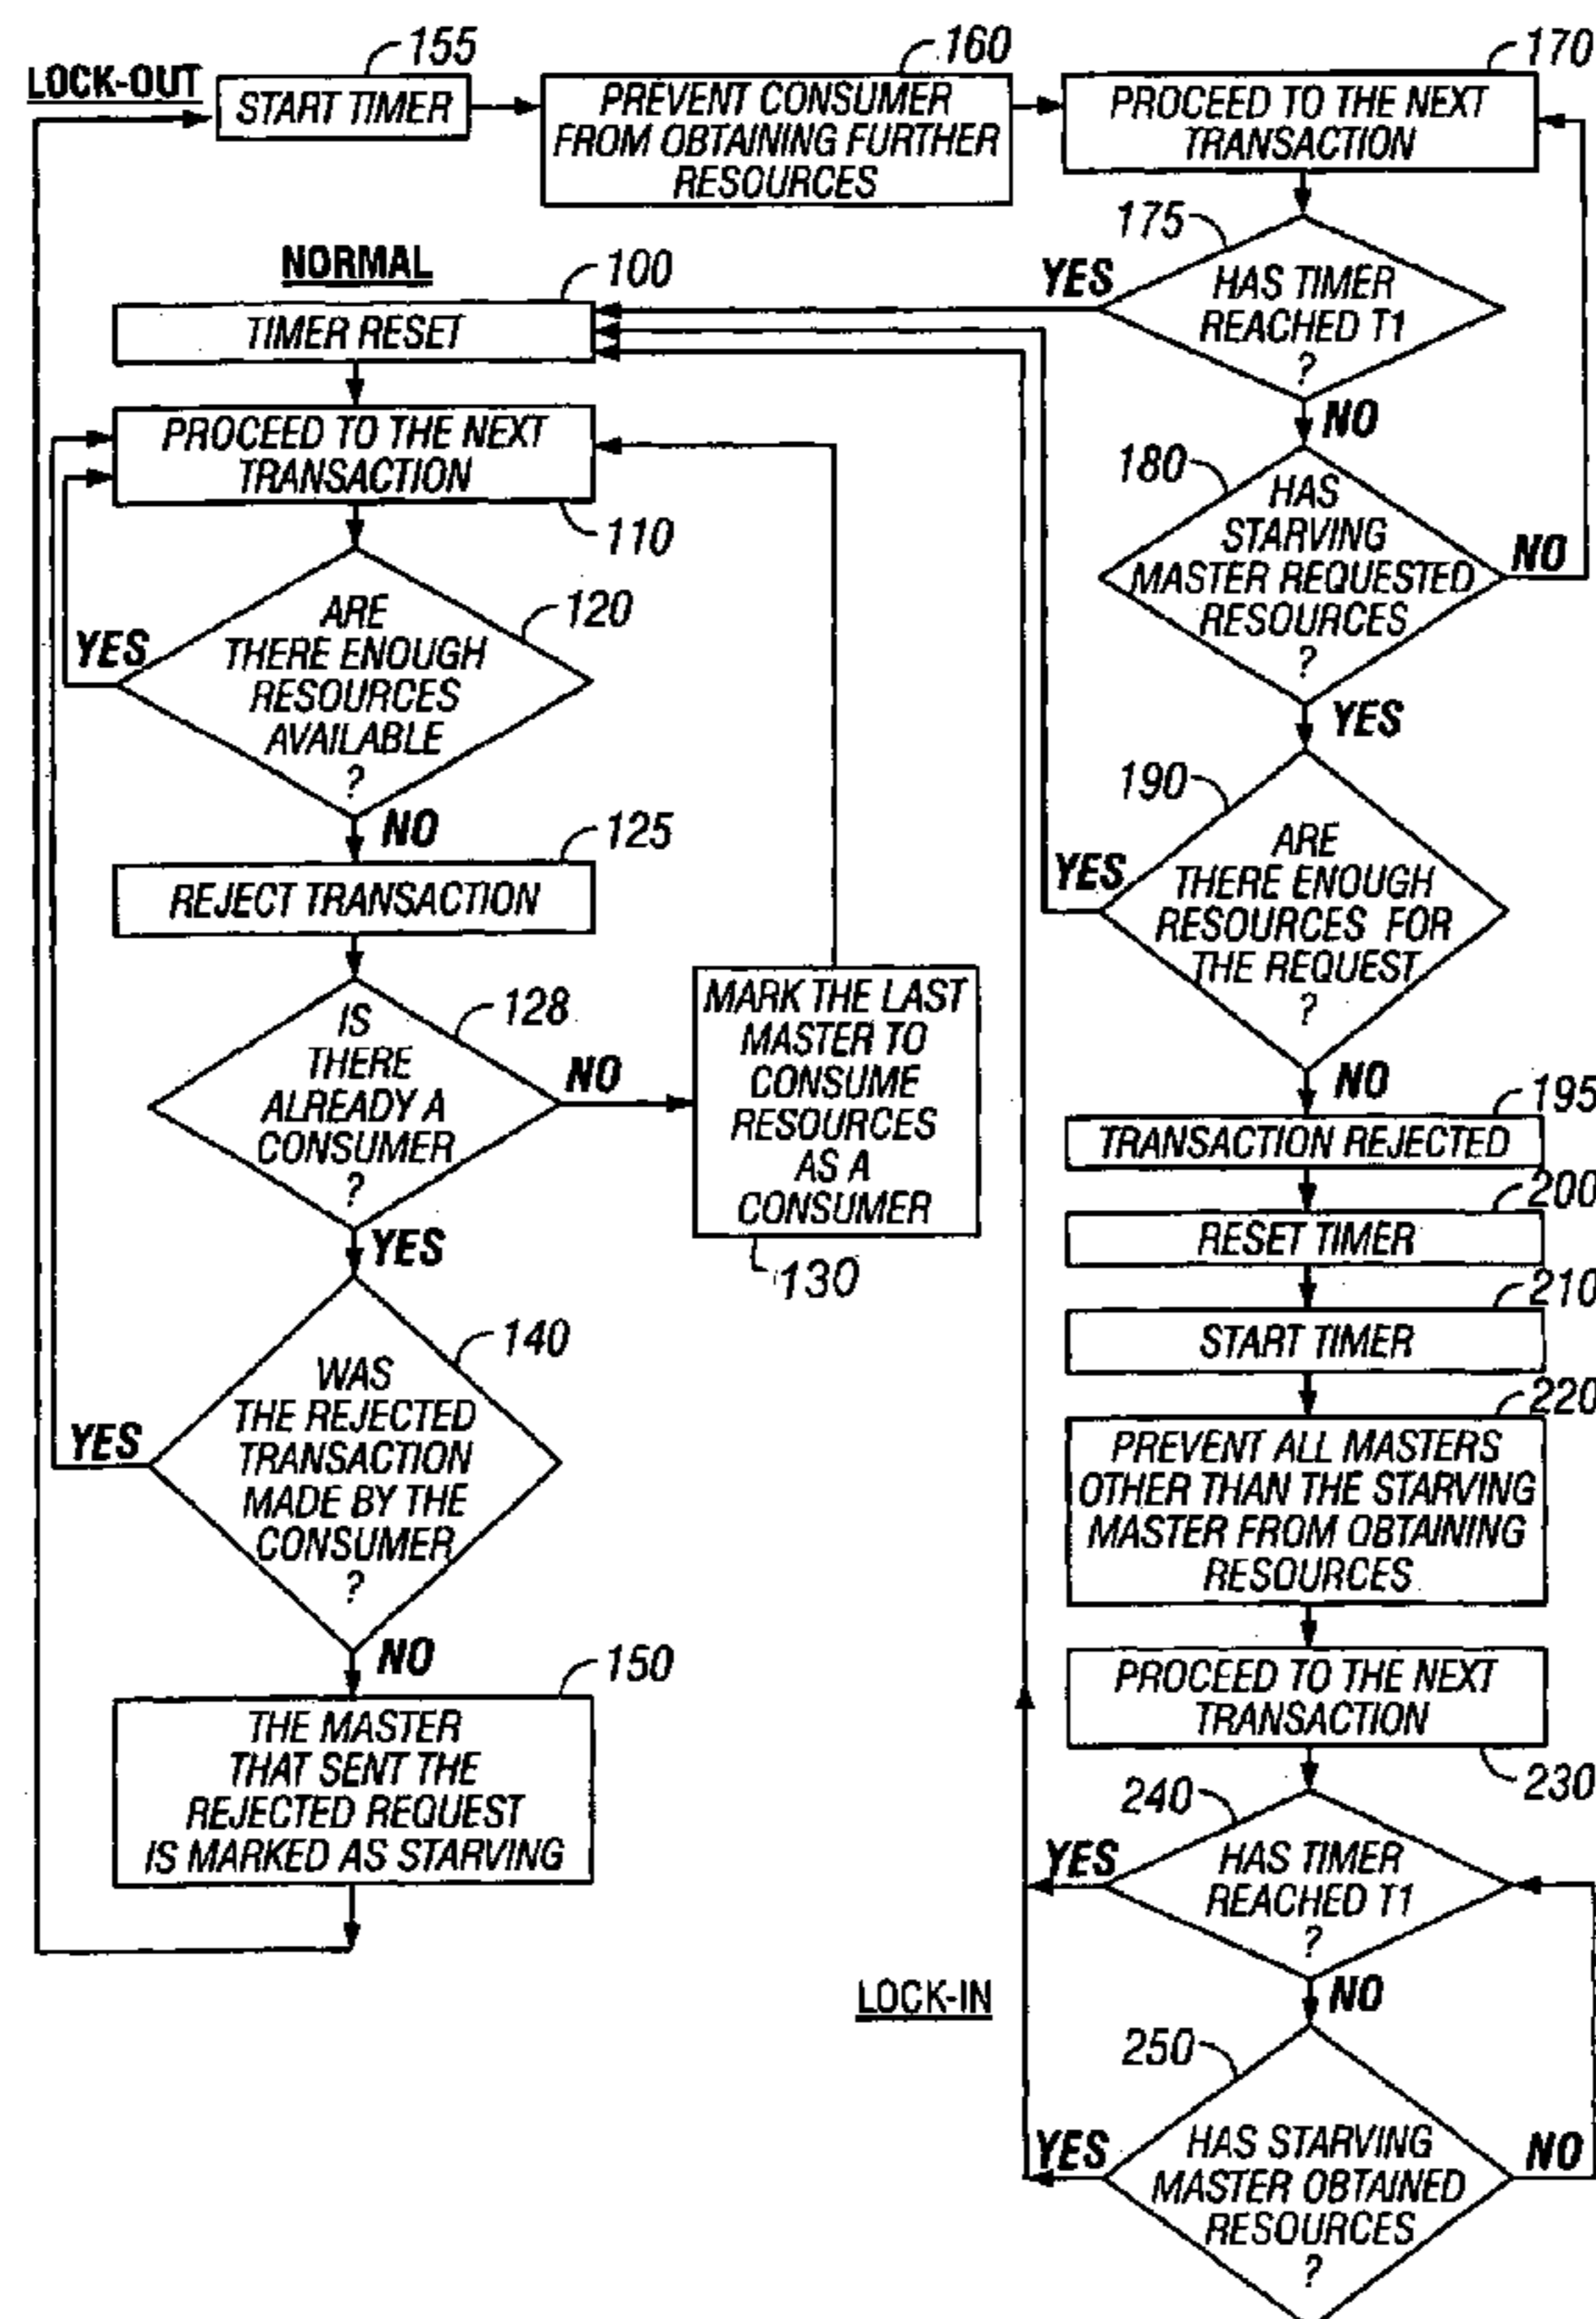 LOCK-OUT
155
START TIMER
160
PREVENT CONSUMER
FROM OBTAINING FURTHER
RESOURCES
170
PROCEED TO THE NEXT
TRANSACTION
175
HAS TIMER
REACHED T1
?
YES
NO
180
HAS
STARVING
MASTER REQUESTED
RESOURCES
?
NO
YES
190
ARE
THERE ENOUGH
RESOURCES FOR
THE REQUEST
?
YES
NO
195
TRANSACTION REJECTED
200
RESET TIMER
210
START TIMER
220
PREVENT ALL MASTERS
OTHER THAN THE STARVING
MASTER FROM OBTAINING
RESOURCES
PROCEED TO THE NEXT
TRANSACTION
230
240
HAS TIMER
REACHED T1
?
YES
NO
LOCK-IN
250
HAS STARVING
MASTER OBTAINED
RESOURCES
?
YES
NO
NORMAL
100
TIMER RESET
PROCEED TO THE NEXT
TRANSACTION
110
120
ARE
THERE ENOUGH
RESOURCES
AVAILABLE
?
YES
NO
125
REJECT TRANSACTION
128
IS
THERE
ALREADY A
CONSUMER
?
NO
YES
MARK THE LAST
MASTER TO
CONSUME
RESOURCES
AS A
CONSUMER
130
140
WAS
THE REJECTED
TRANSACTION
MADE BY THE
CONSUMER
?
YES
NO
150
THE MASTER
THAT SENT THE
REJECTED REQUEST
IS MARKED AS STARVING